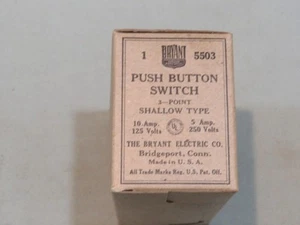 1 BRYANT 5503
PUSH BUTTON
SWITCH
3-POINT
SHALLOW TYPE
10 Amp. 5 Amp.
125 Volts 250 Volts
THE BRYANT ELECTRIC CO.
Bridgeport, Conn.
Made in U. S. A.
All Trade Marks Reg. U.S. Pat. Off.